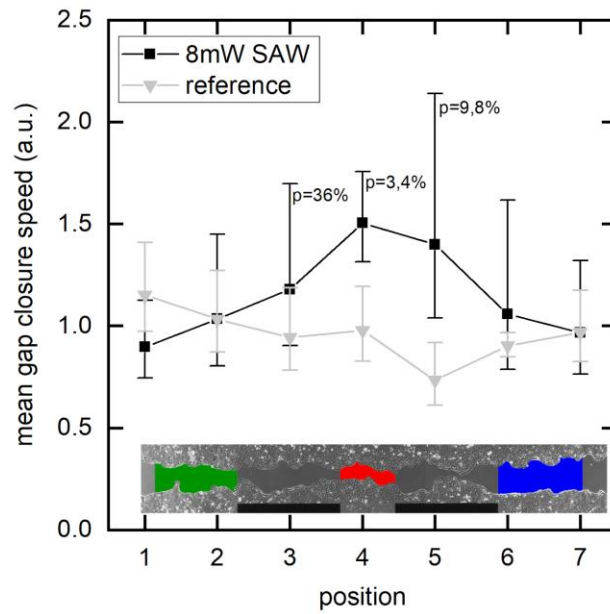 2.5
2.0
1.5
1.0
0.5
0.0
mean gap closure speed (a.u.)
8mW SAW
reference
p=36%
p=3,4%
p=9,8%
1 2 3 4 5 6 7
position